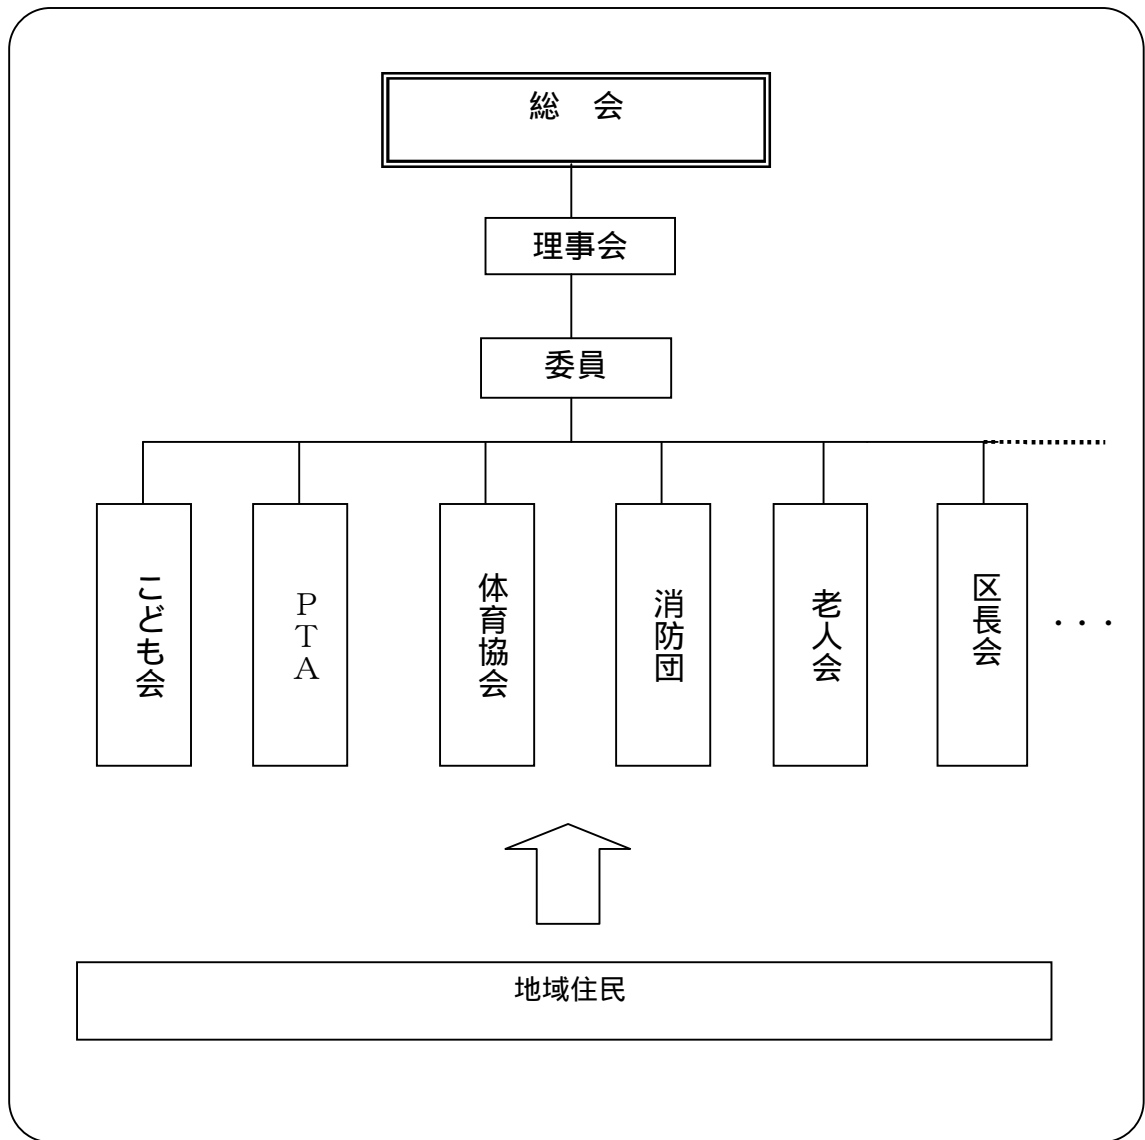 総　会
理事会
委員
こども会
ＰＴＡ
体育協会
消防団
老人会
区長会
・・・
地域住民